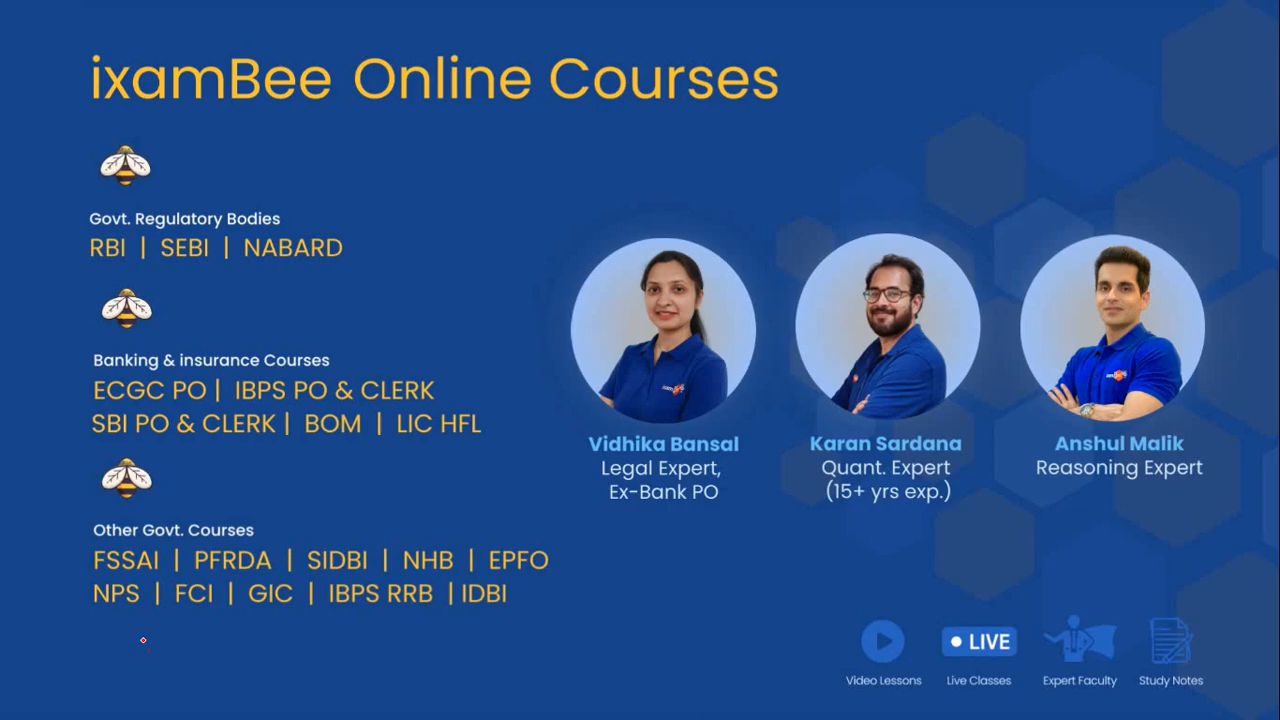 ixamBee Online Courses
Govt. Regulatory Bodies
RBI | SEBI | NABARD
Banking & insurance Courses
ECGC PO | IBPS PO & CLERK
SBI PO & CLERK | BOM | LIC HFL
Other Govt. Courses
FSSAI | PFRDA | SIDBI | NHB | EPFO
NPS | FCI | GIC | IBPS RRB | IDBI
Vidhika Bansal
Legal Expert,
Ex-Bank PO
Karan Sardana
Quant. Expert
(15+ yrs exp.)
Anshul Malik
Reasoning Expert
LIVE
Video Lessons
Live Classes
Expert Faculty
Study Notes